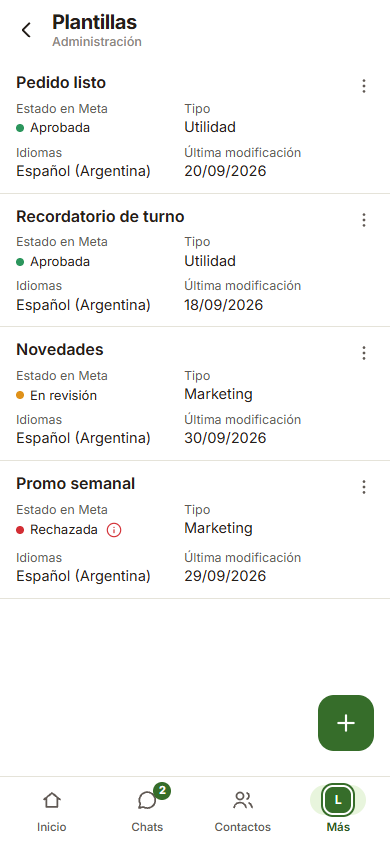 Plantillas
Administración
Pedido listo
Estado en Meta Tipo
Aprobada Utilidad
Idiomas Última modificación
Español (Argentina) 20/09/2026
Recordatorio de turno
Estado en Meta Tipo
Aprobada Utilidad
Idiomas Última modificación
Español (Argentina) 18/09/2026
Novedades
Estado en Meta Tipo
En revisión Marketing
Idiomas Última modificación
Español (Argentina) 30/09/2026
Promo semanal
Estado en Meta Tipo
Rechazada Marketing
Idiomas Última modificación
Español (Argentina) 29/09/2026
2
L
Inicio Chats Contactos Más